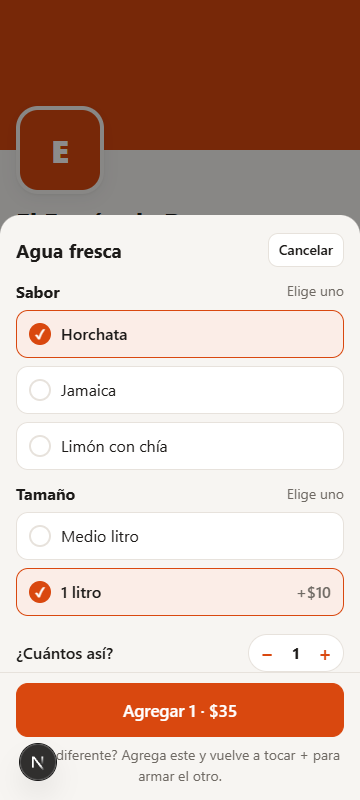 E
Agua fresca
Cancelar
Sabor
Elige uno
Horchata
Jamaica
Limón con chía
Tamaño
Elige uno
Medio litro
1 litro
+$10
¿Cuántos así?
− 1 +
Agregar 1 · $35
N
diferente? Agrega este y vuelve a tocar + para
armar el otro.